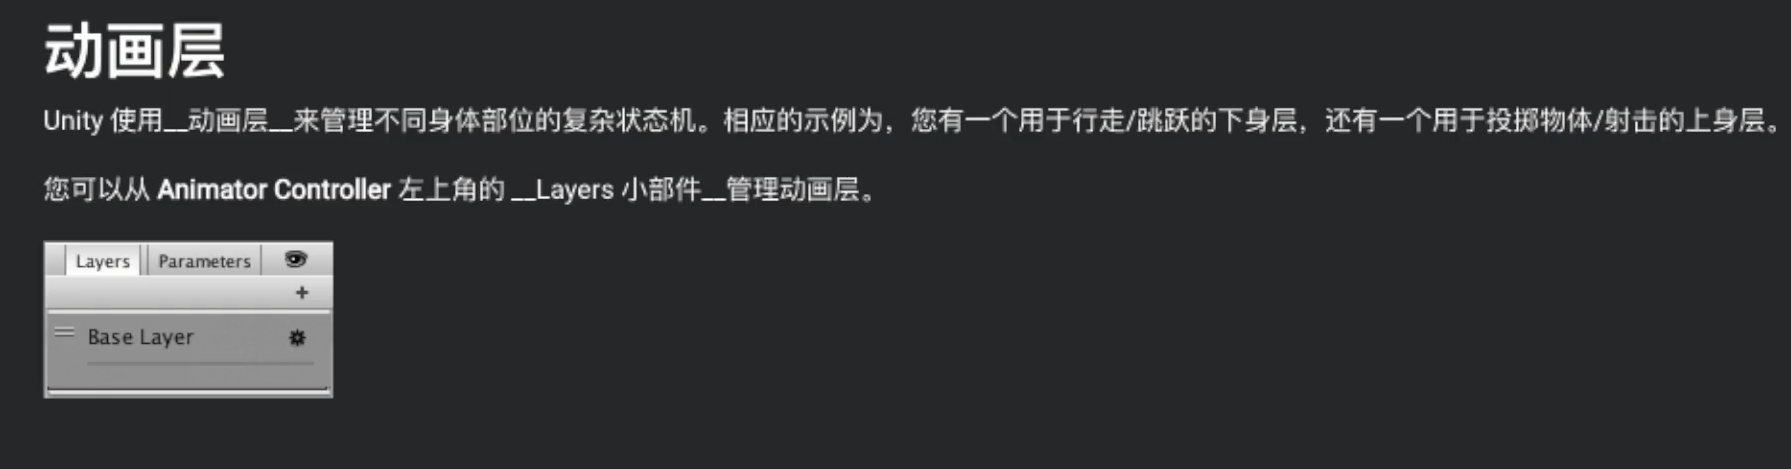 动画层
Unity 使用__动画层__来管理不同身体部位的复杂状态机。相应的示例为，您有一个用于行走/跳跃的下身层，还有一个用于投掷物体/射击的上身层。
您可以从 Animator Controller 左上角的 __Layers 小部件__管理动画层。
Layers Parameters
+
Base Layer